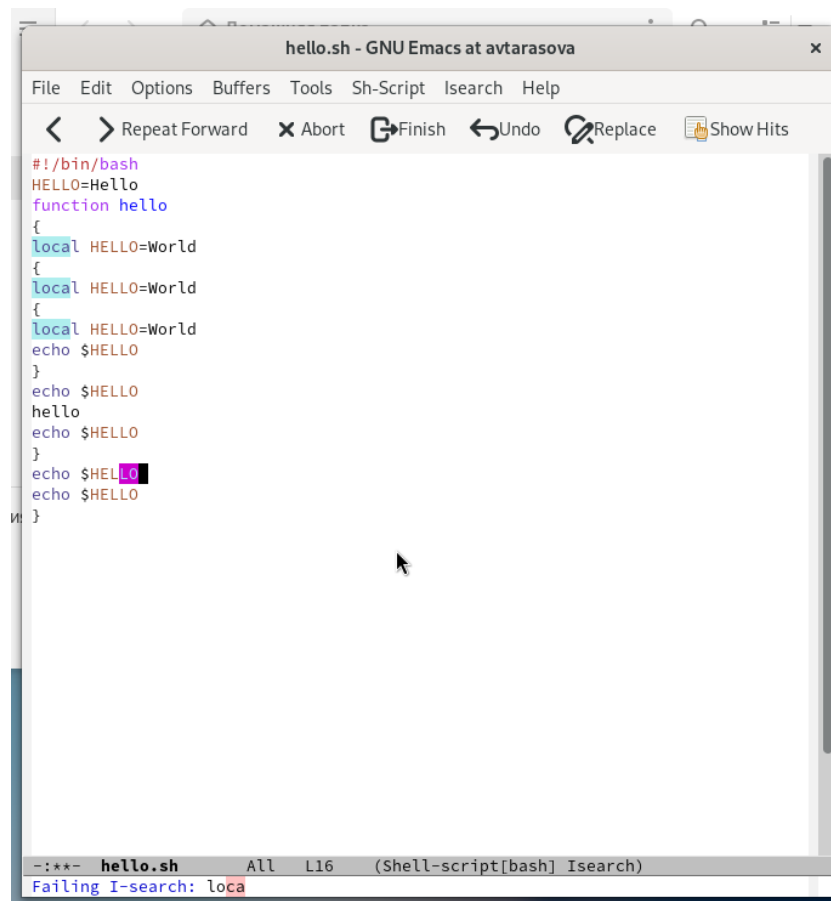 hello.sh - GNU Emacs at avtarasova
File Edit Options Buffers Tools Sh-Script Isearch Help
Repeat Forward Abort Finish Undo Replace Show Hits
#!/bin/bash
HELLO=Hello
function hello
{
local HELLO=World
{
local HELLO=World
{
local HELLO=World
echo $HELLO
}
echo $HELLO
hello
echo $HELLO
}
echo $HELLO
echo $HELLO
}
-:**- hello.sh All L16 (Shell-script[bash] Isearch)
Failing I-search: loca